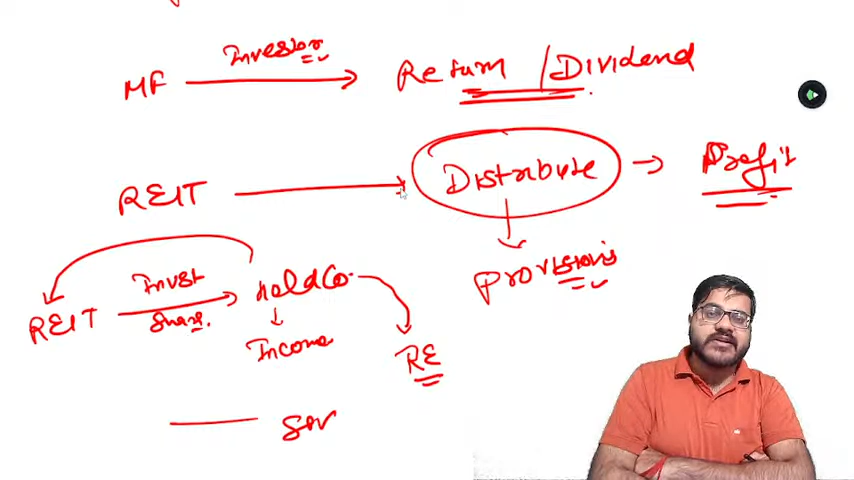 MF Investor Return / Dividend
REIT Distribute Profit
Provisions
REIT Invest HoldCo
Share.
Income RE
SPV